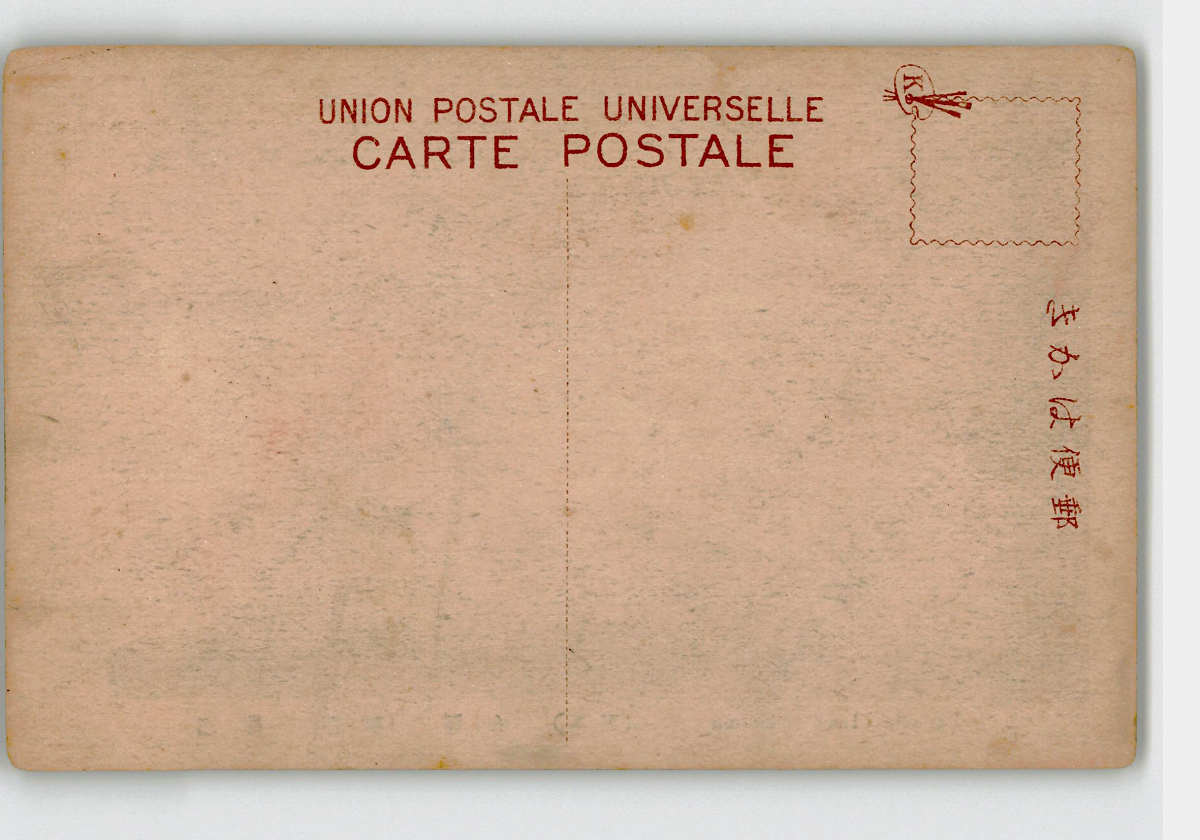 UNION POSTALE UNIVERSELLE
CARTE POSTALE
K
きかは便郵